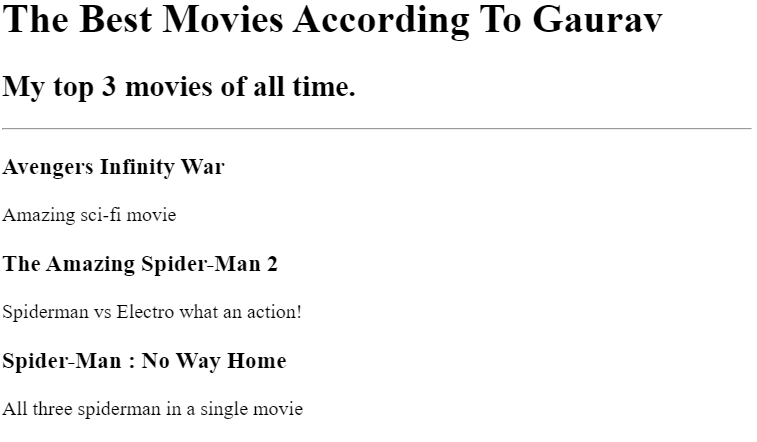 The Best Movies According To Gaurav
My top 3 movies of all time.
Avengers Infinity War
Amazing sci-fi movie
The Amazing Spider-Man 2
Spiderman vs Electro what an action!
Spider-Man : No Way Home
All three spiderman in a single movie